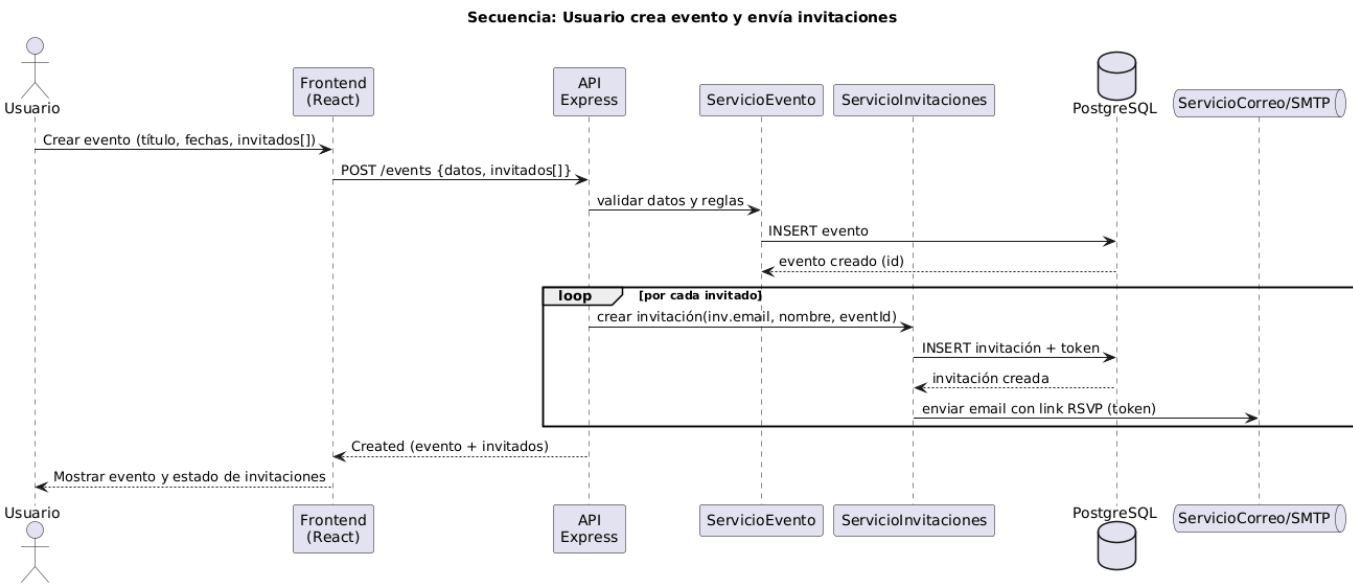 Secuencia: Usuario crea evento y envía invitaciones
Usuario
Frontend
(React)
API
Express
ServicioEvento
ServicioInvitaciones
PostgreSQL
ServicioCorreo/SMTP
Crear evento (título, fechas, invitados[])
POST /events {datos, invitados[]}
validar datos y reglas
INSERT evento
evento creado (id)
loop
[por cada invitado]
crear invitación(inv.email, nombre, eventId)
INSERT invitación + token
invitación creada
enviar email con link RSVP (token)
Created (evento + invitados)
Mostrar evento y estado de invitaciones
Usuario
Frontend
(React)
API
Express
ServicioEvento
ServicioInvitaciones
PostgreSQL
ServicioCorreo/SMTP